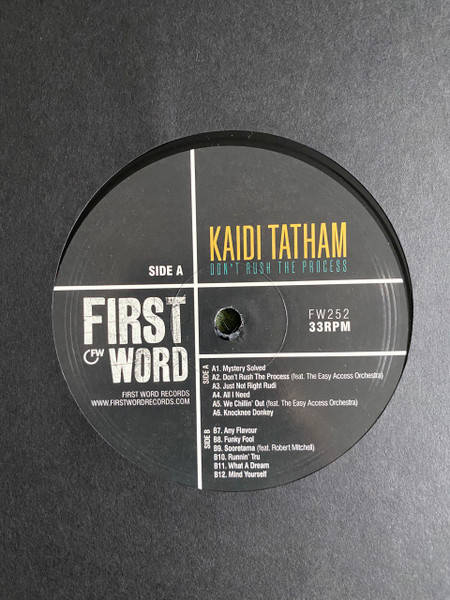 KAIDI TATHAM
DON'T RUSH THE PROCESS
SIDE A
FIRST
FW
WORD
FW252
33RPM
FIRST WORD RECORDS
WWW.FIRSTWORDRECORDS.COM
SIDE A
A1. Mystery Solved
A2. Don't Rush The Process (feat. The Easy Access Orchestra)
A3. Just Not Right Rudi
A4. All I Need
A5. We Chillin' Out (feat. The Easy Access Orchestra)
A6. Knocknee Donkey
SIDE B
B7. Any Flavour
B8. Funky Fool
B9. Sooretama (feat. Robert Mitchell)
B10. Runnin' Tru
B11. What A Dream
B12. Mind Yourself